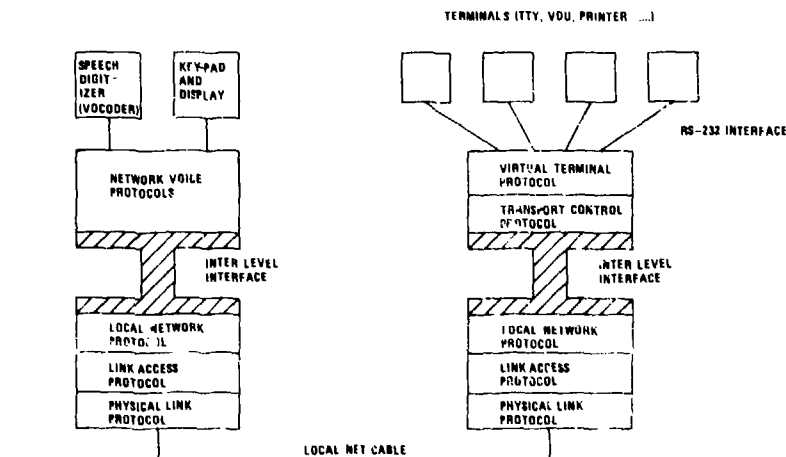 TERMINALS (TTY, VDU, PRINTER ....)
SPEECH
DIGIT-
IZER
(VOCODER)
KEY-PAD
AND
DISPLAY
RS-232 INTERFACE
NETWORK VOICE
PROTOCOLS
VIRTUAL TERMINAL
PROTOCOL
TRANSPORT CONTROL
PROTOCOL
INTER LEVEL
INTERFACE
INTER LEVEL
INTERFACE
LOCAL NETWORK
PROTOCOL
LINK ACCESS
PROTOCOL
PHYSICAL LINK
PROTOCOL
LOCAL NETWORK
PROTOCOL
LINK ACCESS
PROTOCOL
PHYSICAL LINK
PROTOCOL
LOCAL NET CABLE